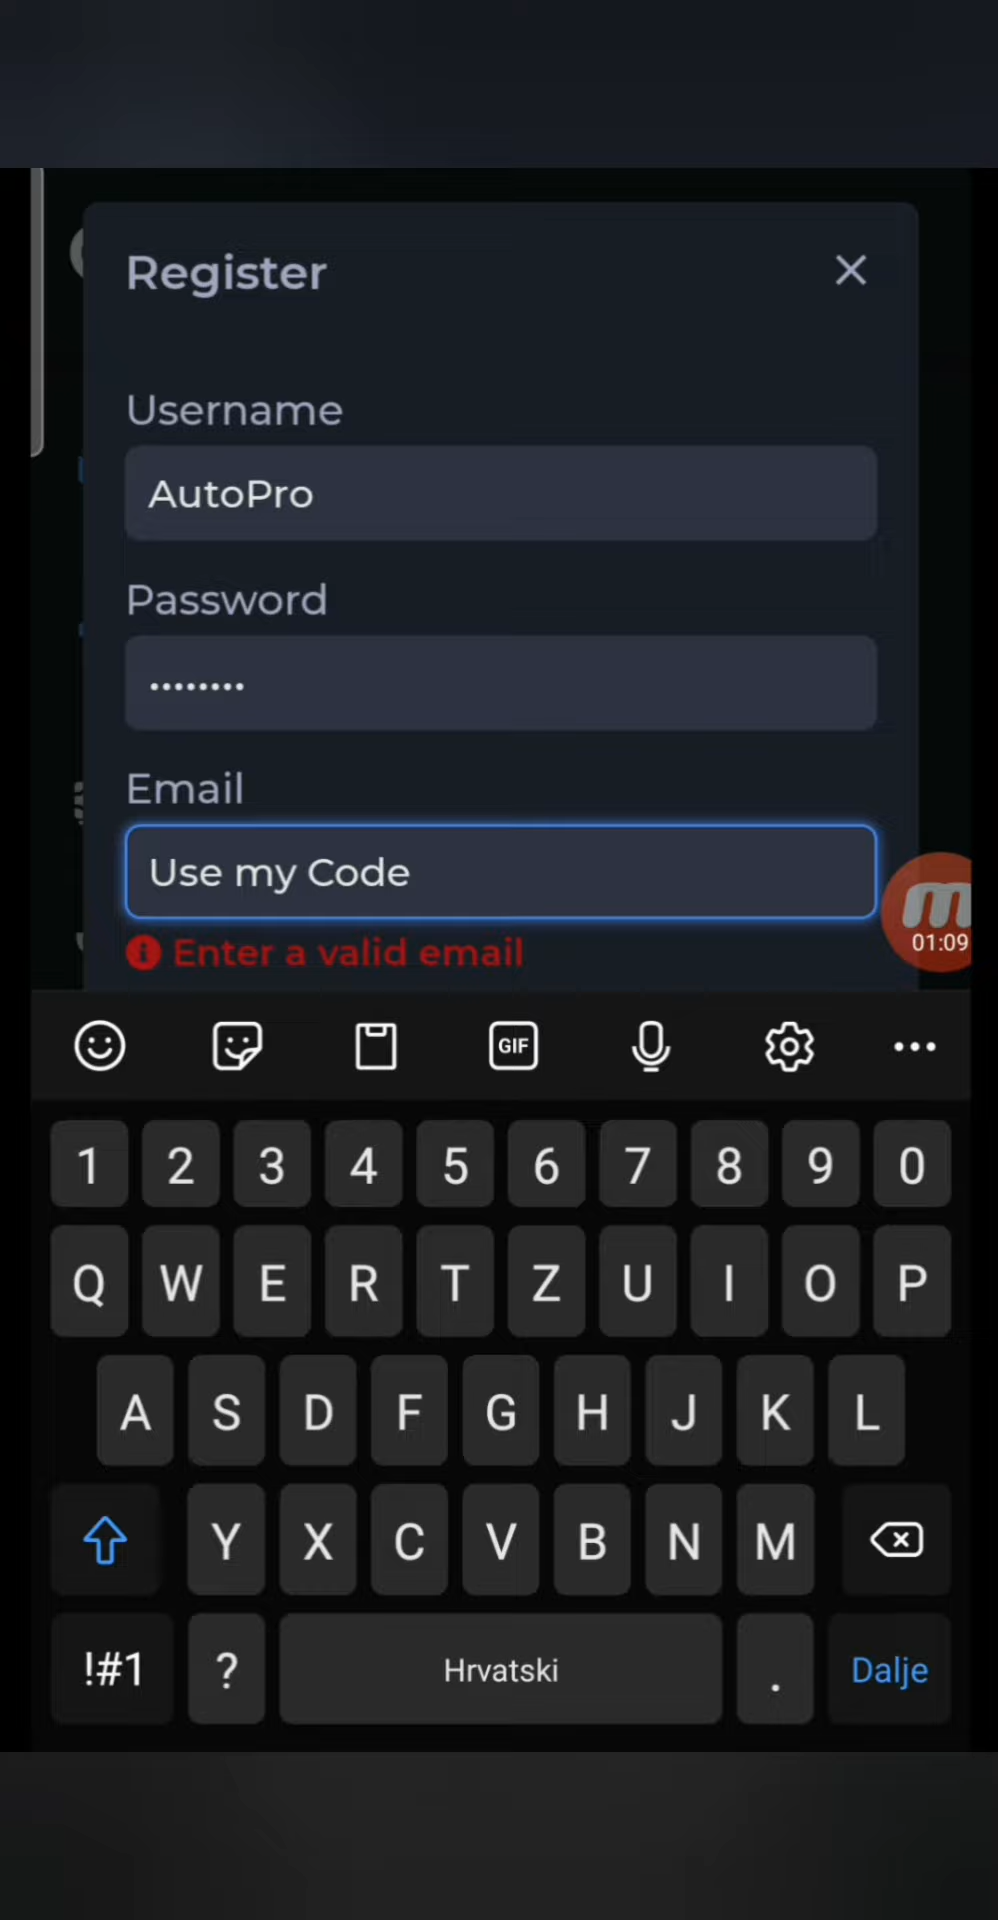 Register
Username
AutoPro
Password
••••••••
Email
Use my Code
Enter a valid email
m
01:09
GIF
1 2 3 4 5 6 7 8 9 0
Q W E R T Z U I O P
A S D F G H J K L
Y X C V B N M
!#1 ? Hrvatski . Dalje